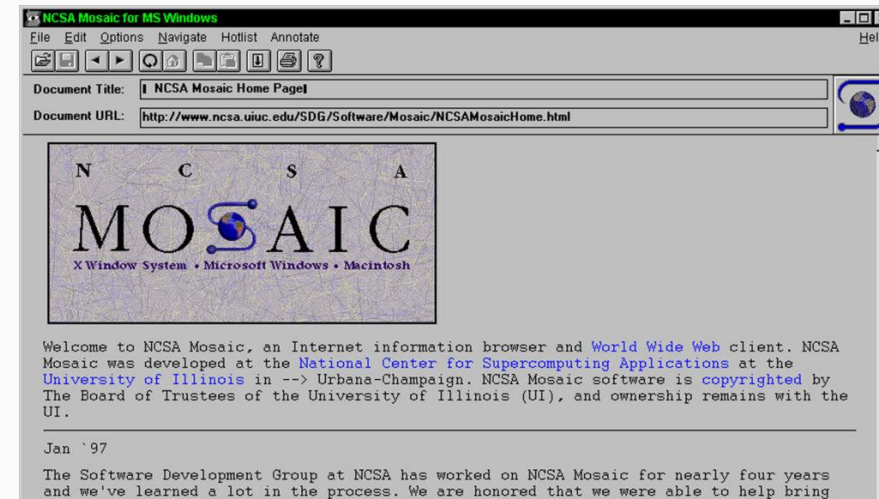 NCSA Mosaic for MS Windows
File Edit Options Navigate Hotlist Annotate Hel
Document Title: NCSA Mosaic Home Page
Document URL: http://www.ncsa.uiuc.edu/SDG/Software/Mosaic/NCSAMosaicHome.html
N C S A
MOSAIC
X Window System • Microsoft Windows • Macintosh
Welcome to NCSA Mosaic, an Internet information browser and World Wide Web client. NCSA
Mosaic was developed at the National Center for Supercomputing Applications at the
University of Illinois in --> Urbana-Champaign. NCSA Mosaic software is copyrighted by
The Board of Trustees of the University of Illinois (UI), and ownership remains with the
UI.
Jan `97
The Software Development Group at NCSA has worked on NCSA Mosaic for nearly four years
and we've learned a lot in the process. We are honored that we were able to help bring